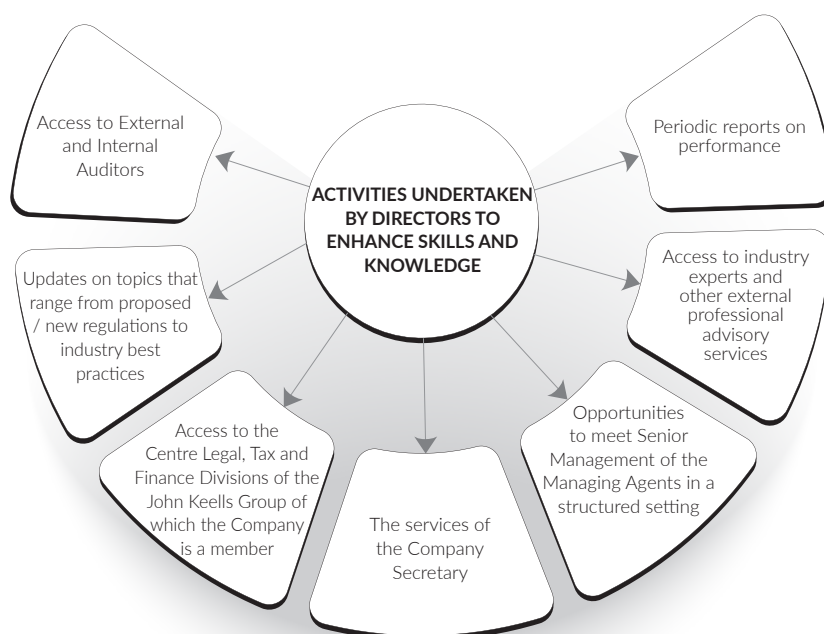 ACTIVITIES UNDERTAKEN
BY DIRECTORS TO
ENHANCE SKILLS AND
KNOWLEDGE
Access to External
and Internal
Auditors
Updates on topics that
range from proposed
/ new regulations to
industry best
practices
Access to the
Centre Legal, Tax and
Finance Divisions of the
John Keells Group of
which the Company
is a member
The services of
the Company
Secretary
Opportunities
to meet Senior
Management of the
Managing Agents in a
structured setting
Access to industry
experts and
other external
professional
advisory
services
Periodic reports on
performance